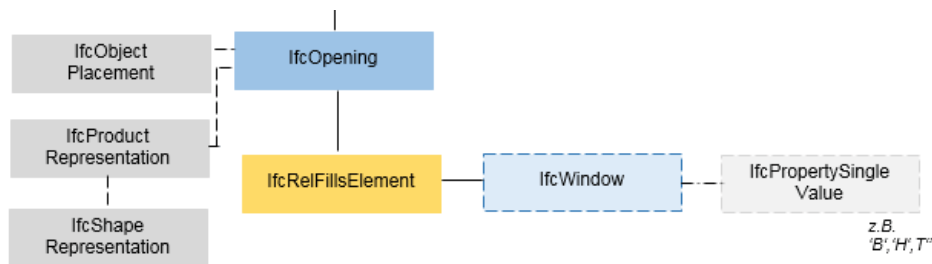 IfcObject
Placement
IfcOpening
IfcProduct
Representation
IfcRelFillsElement
IfcWindow
IfcPropertySingle
Value
IfcShape
Representation
z.B.
‘B‘,‘H‘,T“